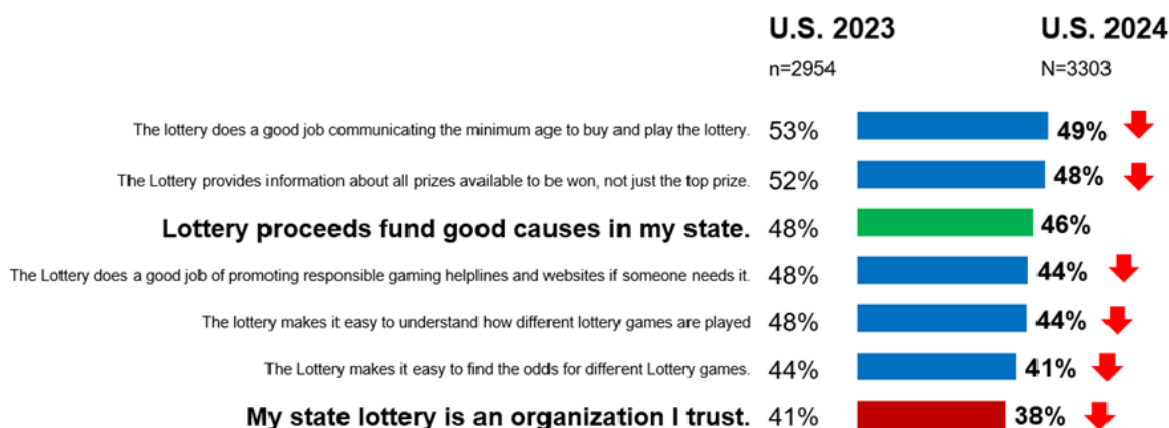 U.S. 2023 U.S. 2024
n=2954 N=3303
The lottery does a good job communicating the minimum age to buy and play the lottery. 53% 49%
The Lottery provides information about all prizes available to be won, not just the top prize. 52% 48%
Lottery proceeds fund good causes in my state. 48% 46%
The Lottery does a good job of promoting responsible gaming helplines and websites if someone needs it. 48% 44%
The lottery makes it easy to understand how different lottery games are played 48% 44%
The Lottery makes it easy to find the odds for different Lottery games. 44% 41%
My state lottery is an organization I trust. 41% 38%